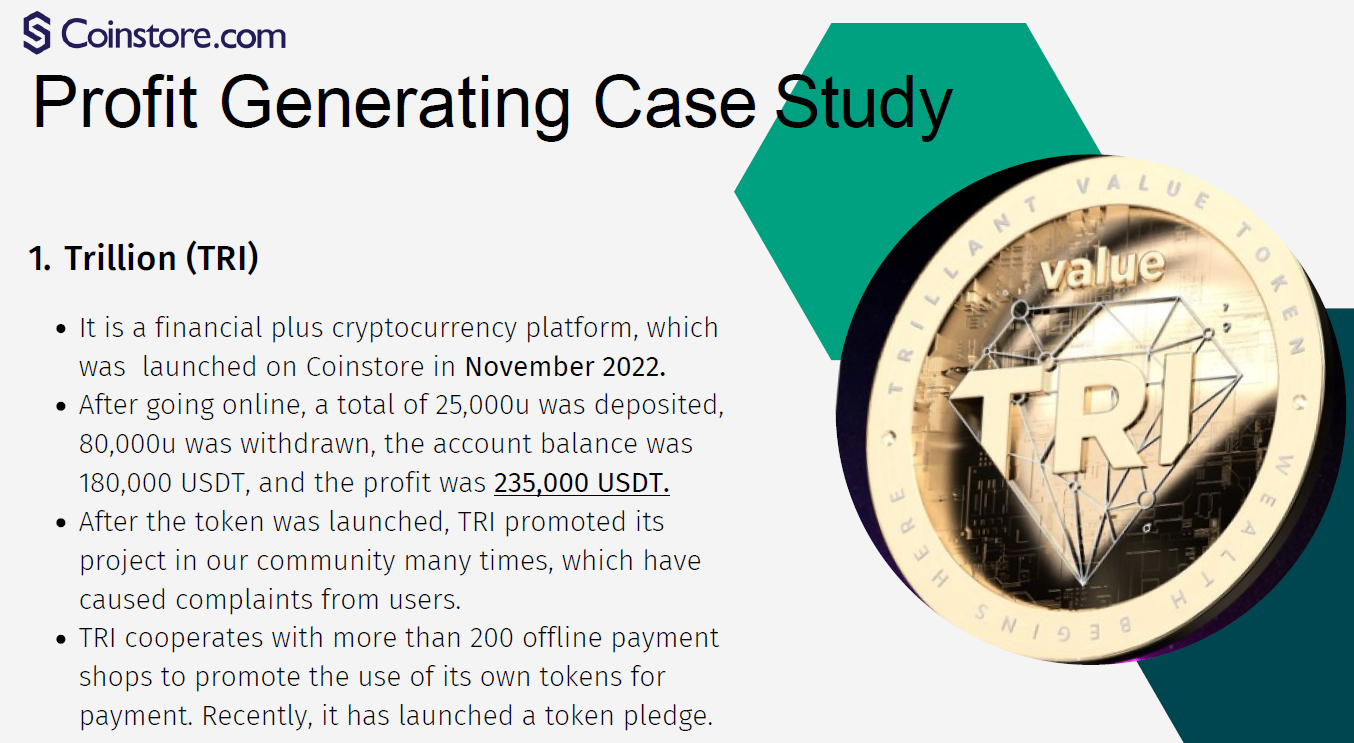 Coinstore.com
Profit Generating Case Study
1. Trillion (TRI)
• It is a financial plus cryptocurrency platform, which
was launched on Coinstore in November 2022.
• After going online, a total of 25,000u was deposited,
80,000u was withdrawn, the account balance was
180,000 USDT, and the profit was 235,000 USDT.
• After the token was launched, TRI promoted its
project in our community many times, which have
caused complaints from users.
• TRI cooperates with more than 200 offline payment
shops to promote the use of its own tokens for
payment. Recently, it has launched a token pledge.
TRILLANT VALUE TOKEN
value
TRI
WEALTH BEGINS HERE